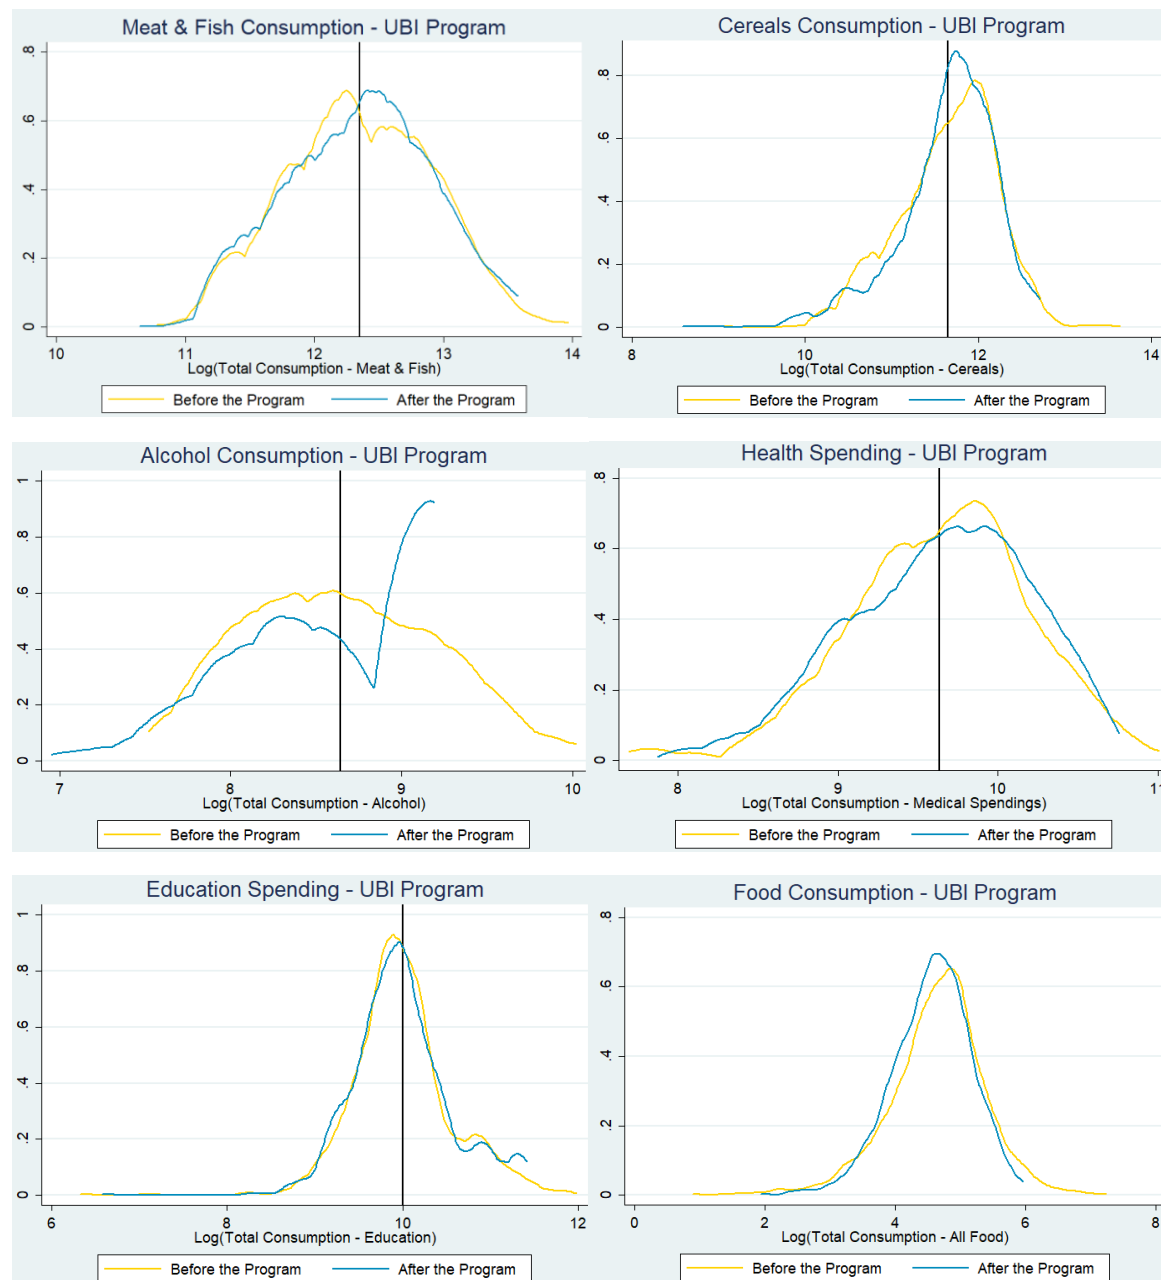 Meat & Fish Consumption - UBI Program
.8
.6
.4
.2
0
10 11 12 13 14
Log(Total Consumption - Meat & Fish)
Before the Program After the Program
Cereals Consumption - UBI Program
.8
.6
.4
.2
0
8 10 12 14
Log(Total Consumption - Cereals)
Before the Program After the Program
Alcohol Consumption - UBI Program
1
.8
.6
.4
.2
0
7 8 9 10
Log(Total Consumption - Alcohol)
Before the Program After the Program
Health Spending - UBI Program
.8
.6
.4
.2
0
8 9 10 11
Log(Total Consumption - Medical Spendings)
Before the Program After the Program
Education Spending - UBI Program
1
.8
.6
.4
.2
0
6 8 10 12
Log(Total Consumption - Education)
Before the Program After the Program
Food Consumption - UBI Program
.8
.6
.4
.2
0
0 2 4 6 8
Log(Total Consumption - All Food)
Before the Program After the Program